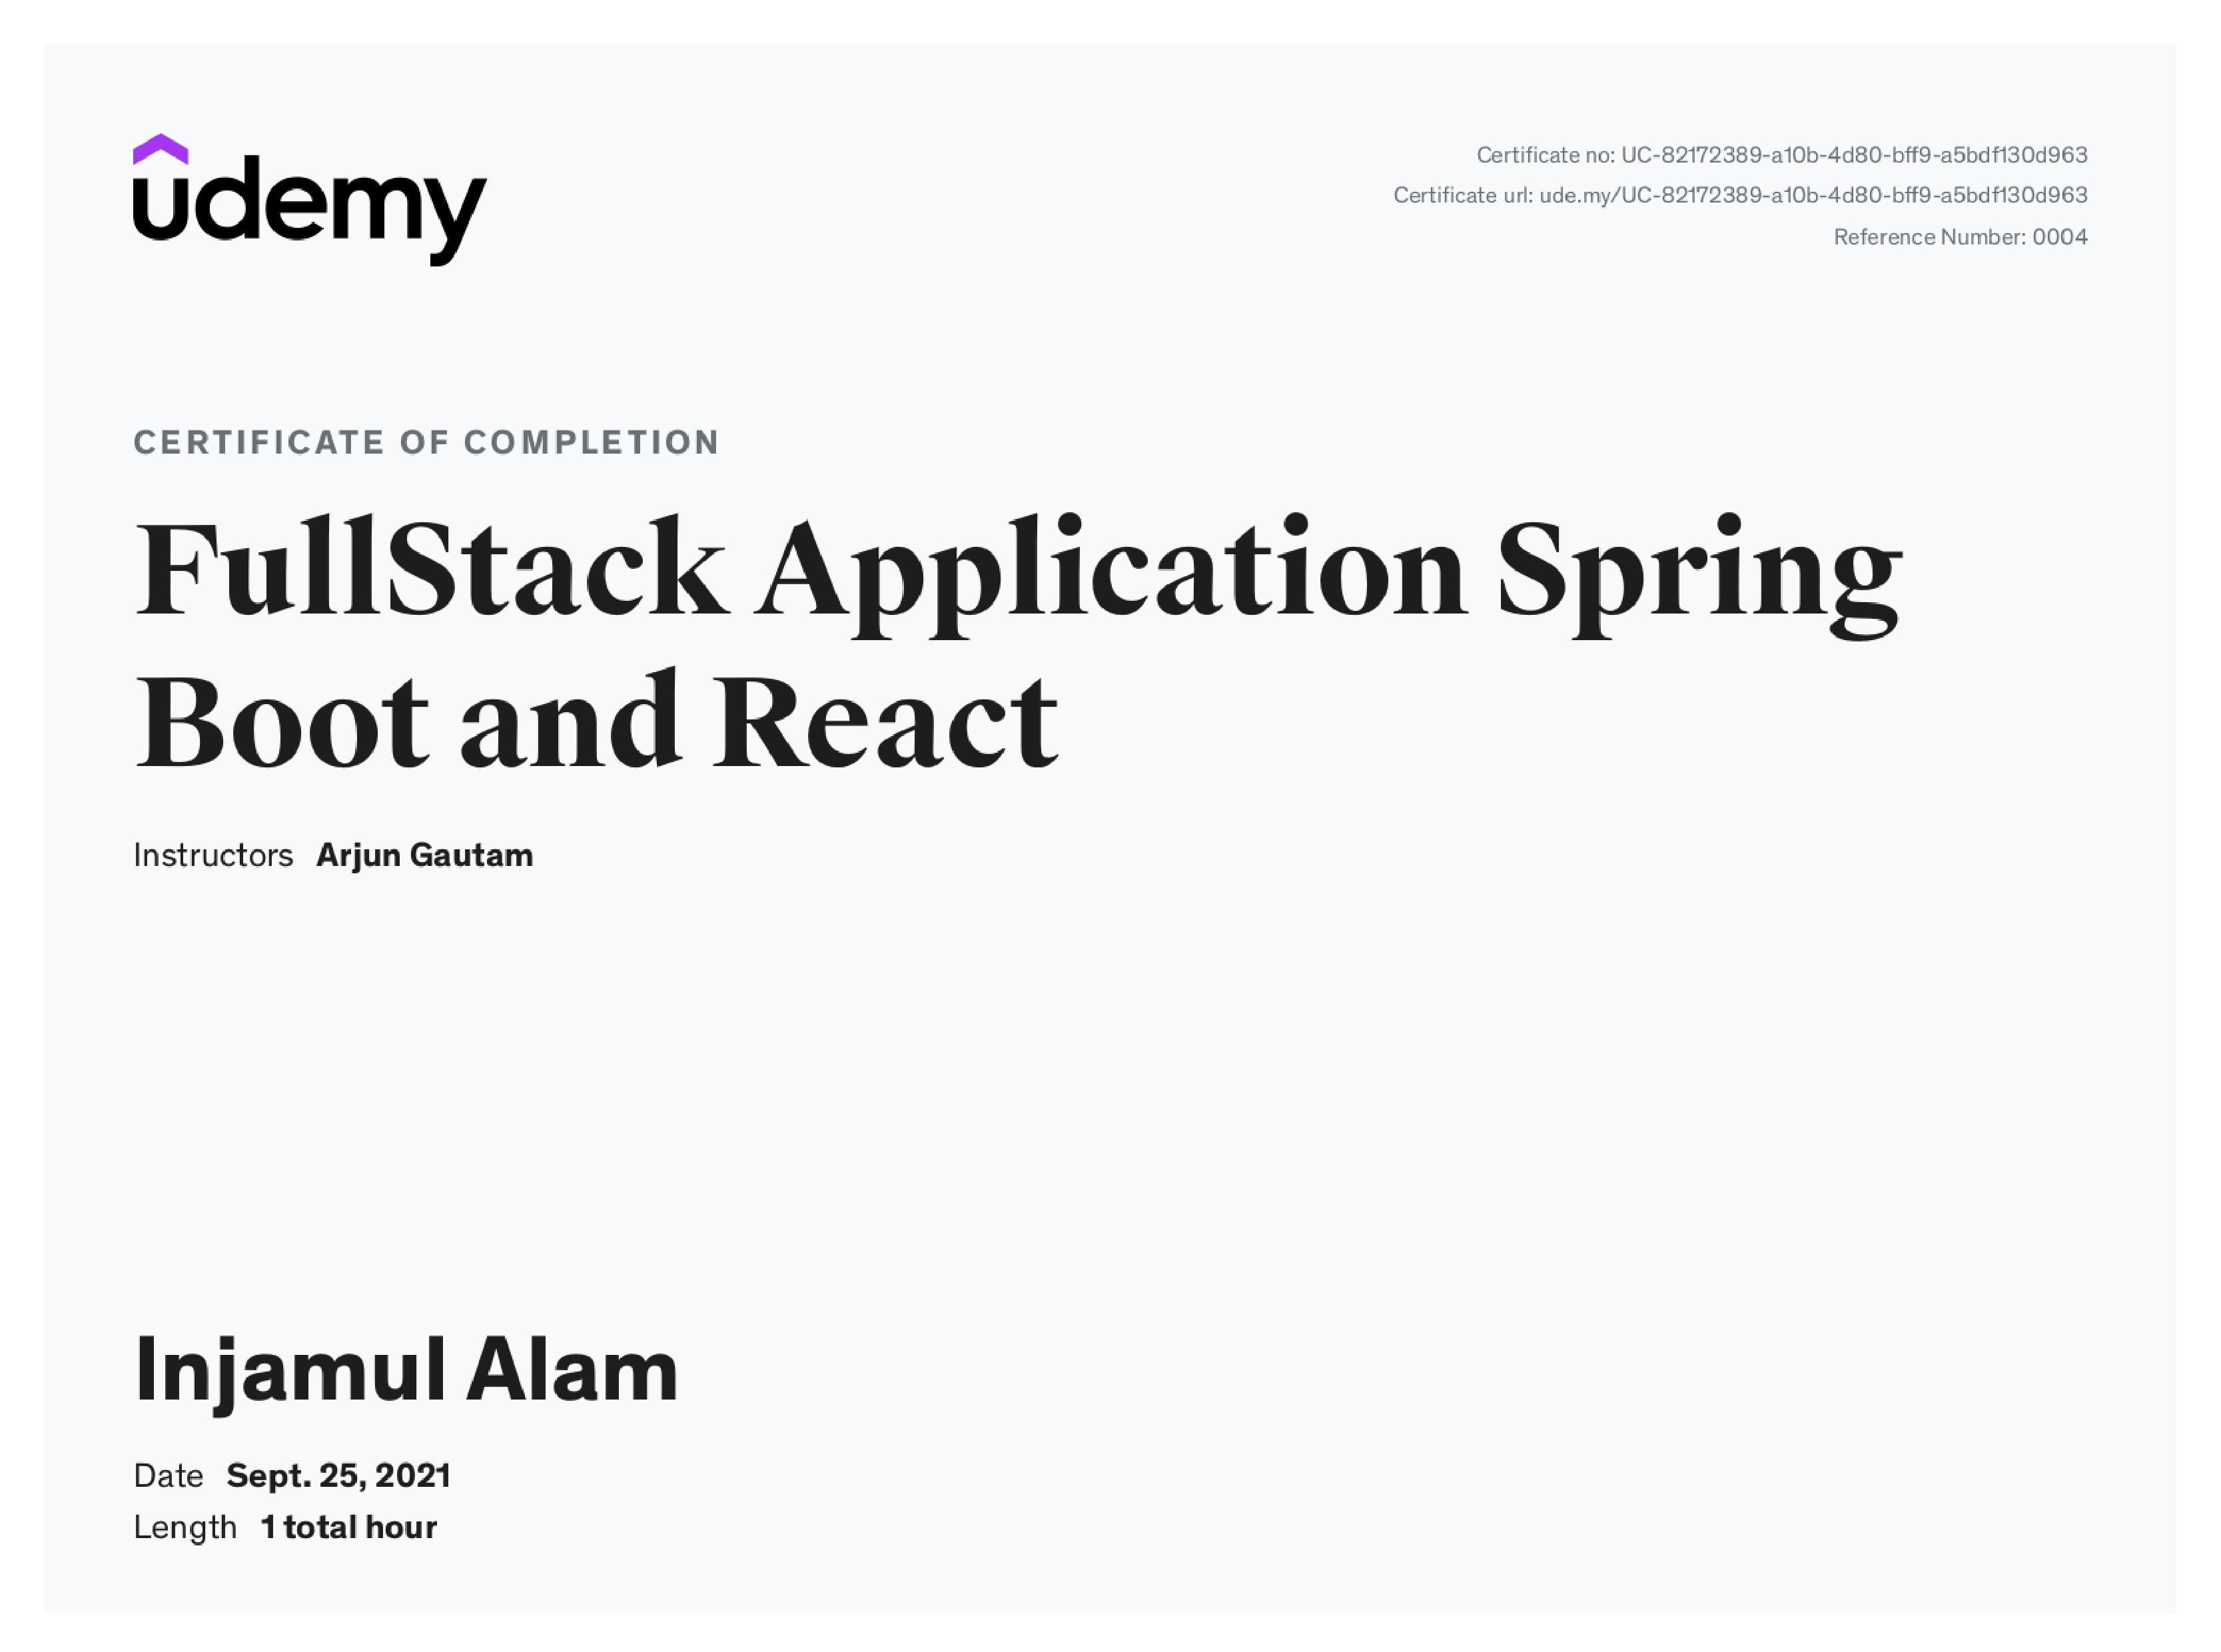 udemy
Certificate no: UC-82172389-a10b-4d80-bff9-a5bdf130d963
Certificate url: ude.my/UC-82172389-a10b-4d80-bff9-a5bdf130d963
Reference Number: 0004
CERTIFICATE OF COMPLETION
FullStack Application Spring
Boot and React
Instructors Arjun Gautam
Injamul Alam
Date Sept. 25, 2021
Length 1 total hour